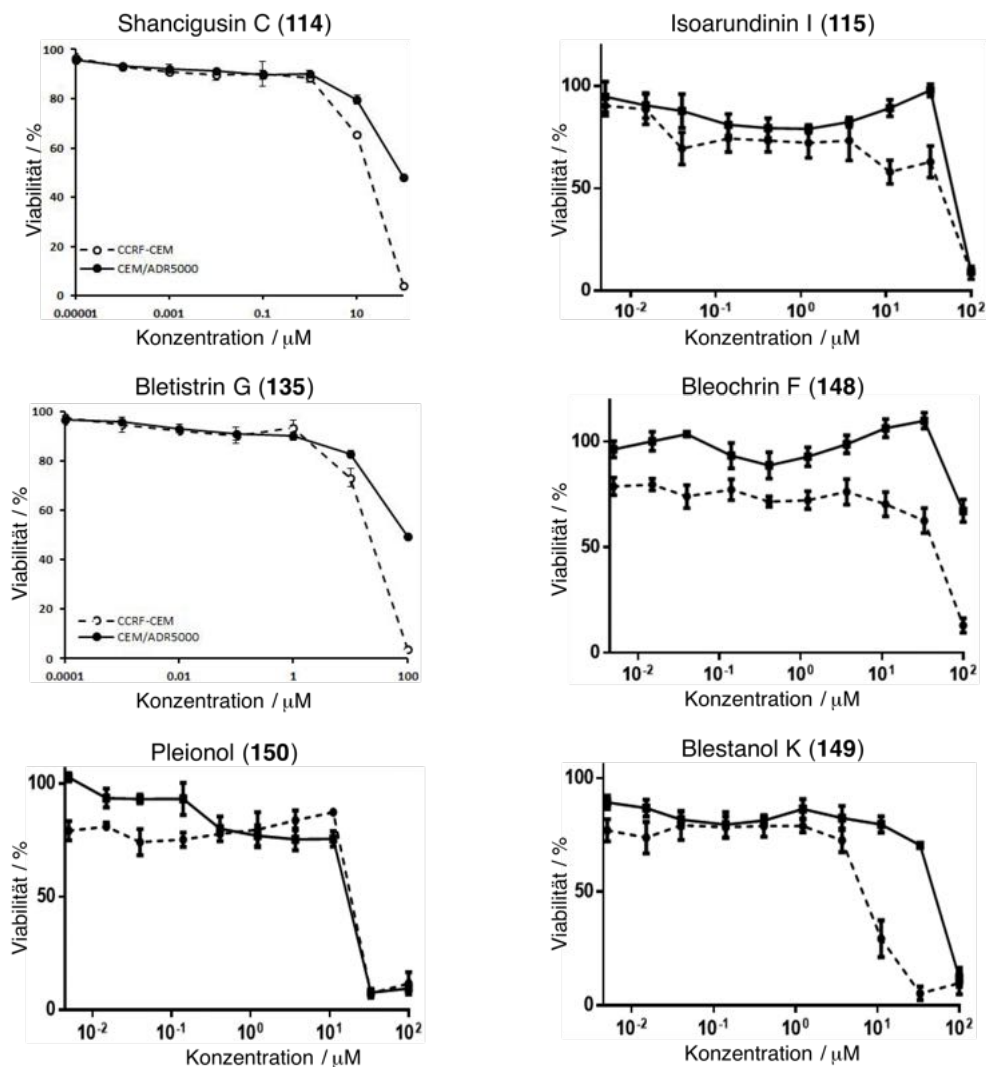 Shancigusin C (114)
Viabilität / %
100
80
60
40
20
0
CCRF-CEM
CEM/ADR5000
0.00001
0.001
0.1
10
Konzentration / μM
Isoarundinin I (115)
Viabilität / %
100
50
0
10⁻²
10⁻¹
10⁰
10¹
10²
Konzentration / μM
Bletistrin G (135)
Viabilität / %
100
80
60
40
20
0
CCRF-CEM
CEM/ADR5000
0.0001
0.01
1
100
Konzentration / μM
Bleochrin F (148)
Viabilität / %
100
50
0
10⁻²
10⁻¹
10⁰
10¹
10²
Konzentration / μM
Pleionol (150)
Viabilität / %
100
50
0
10⁻²
10⁻¹
10⁰
10¹
10²
Konzentration / μM
Blestanol K (149)
Viabilität / %
100
50
0
10⁻²
10⁻¹
10⁰
10¹
10²
Konzentration / μM